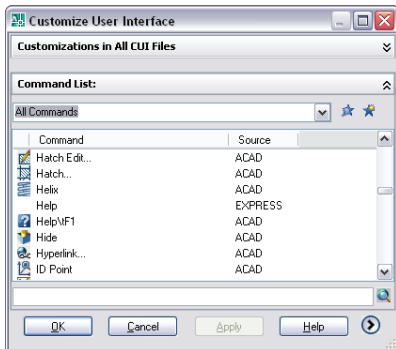 Customize User Interface
Customizations in All CUI Files
Command List:
All Commands
Command Source
Hatch Edit... ACAD
Hatch... ACAD
Helix ACAD
Help EXPRESS
Help\tF1 ACAD
Hide ACAD
Hyperlink... ACAD
ID Point ACAD
OK Cancel Apply Help